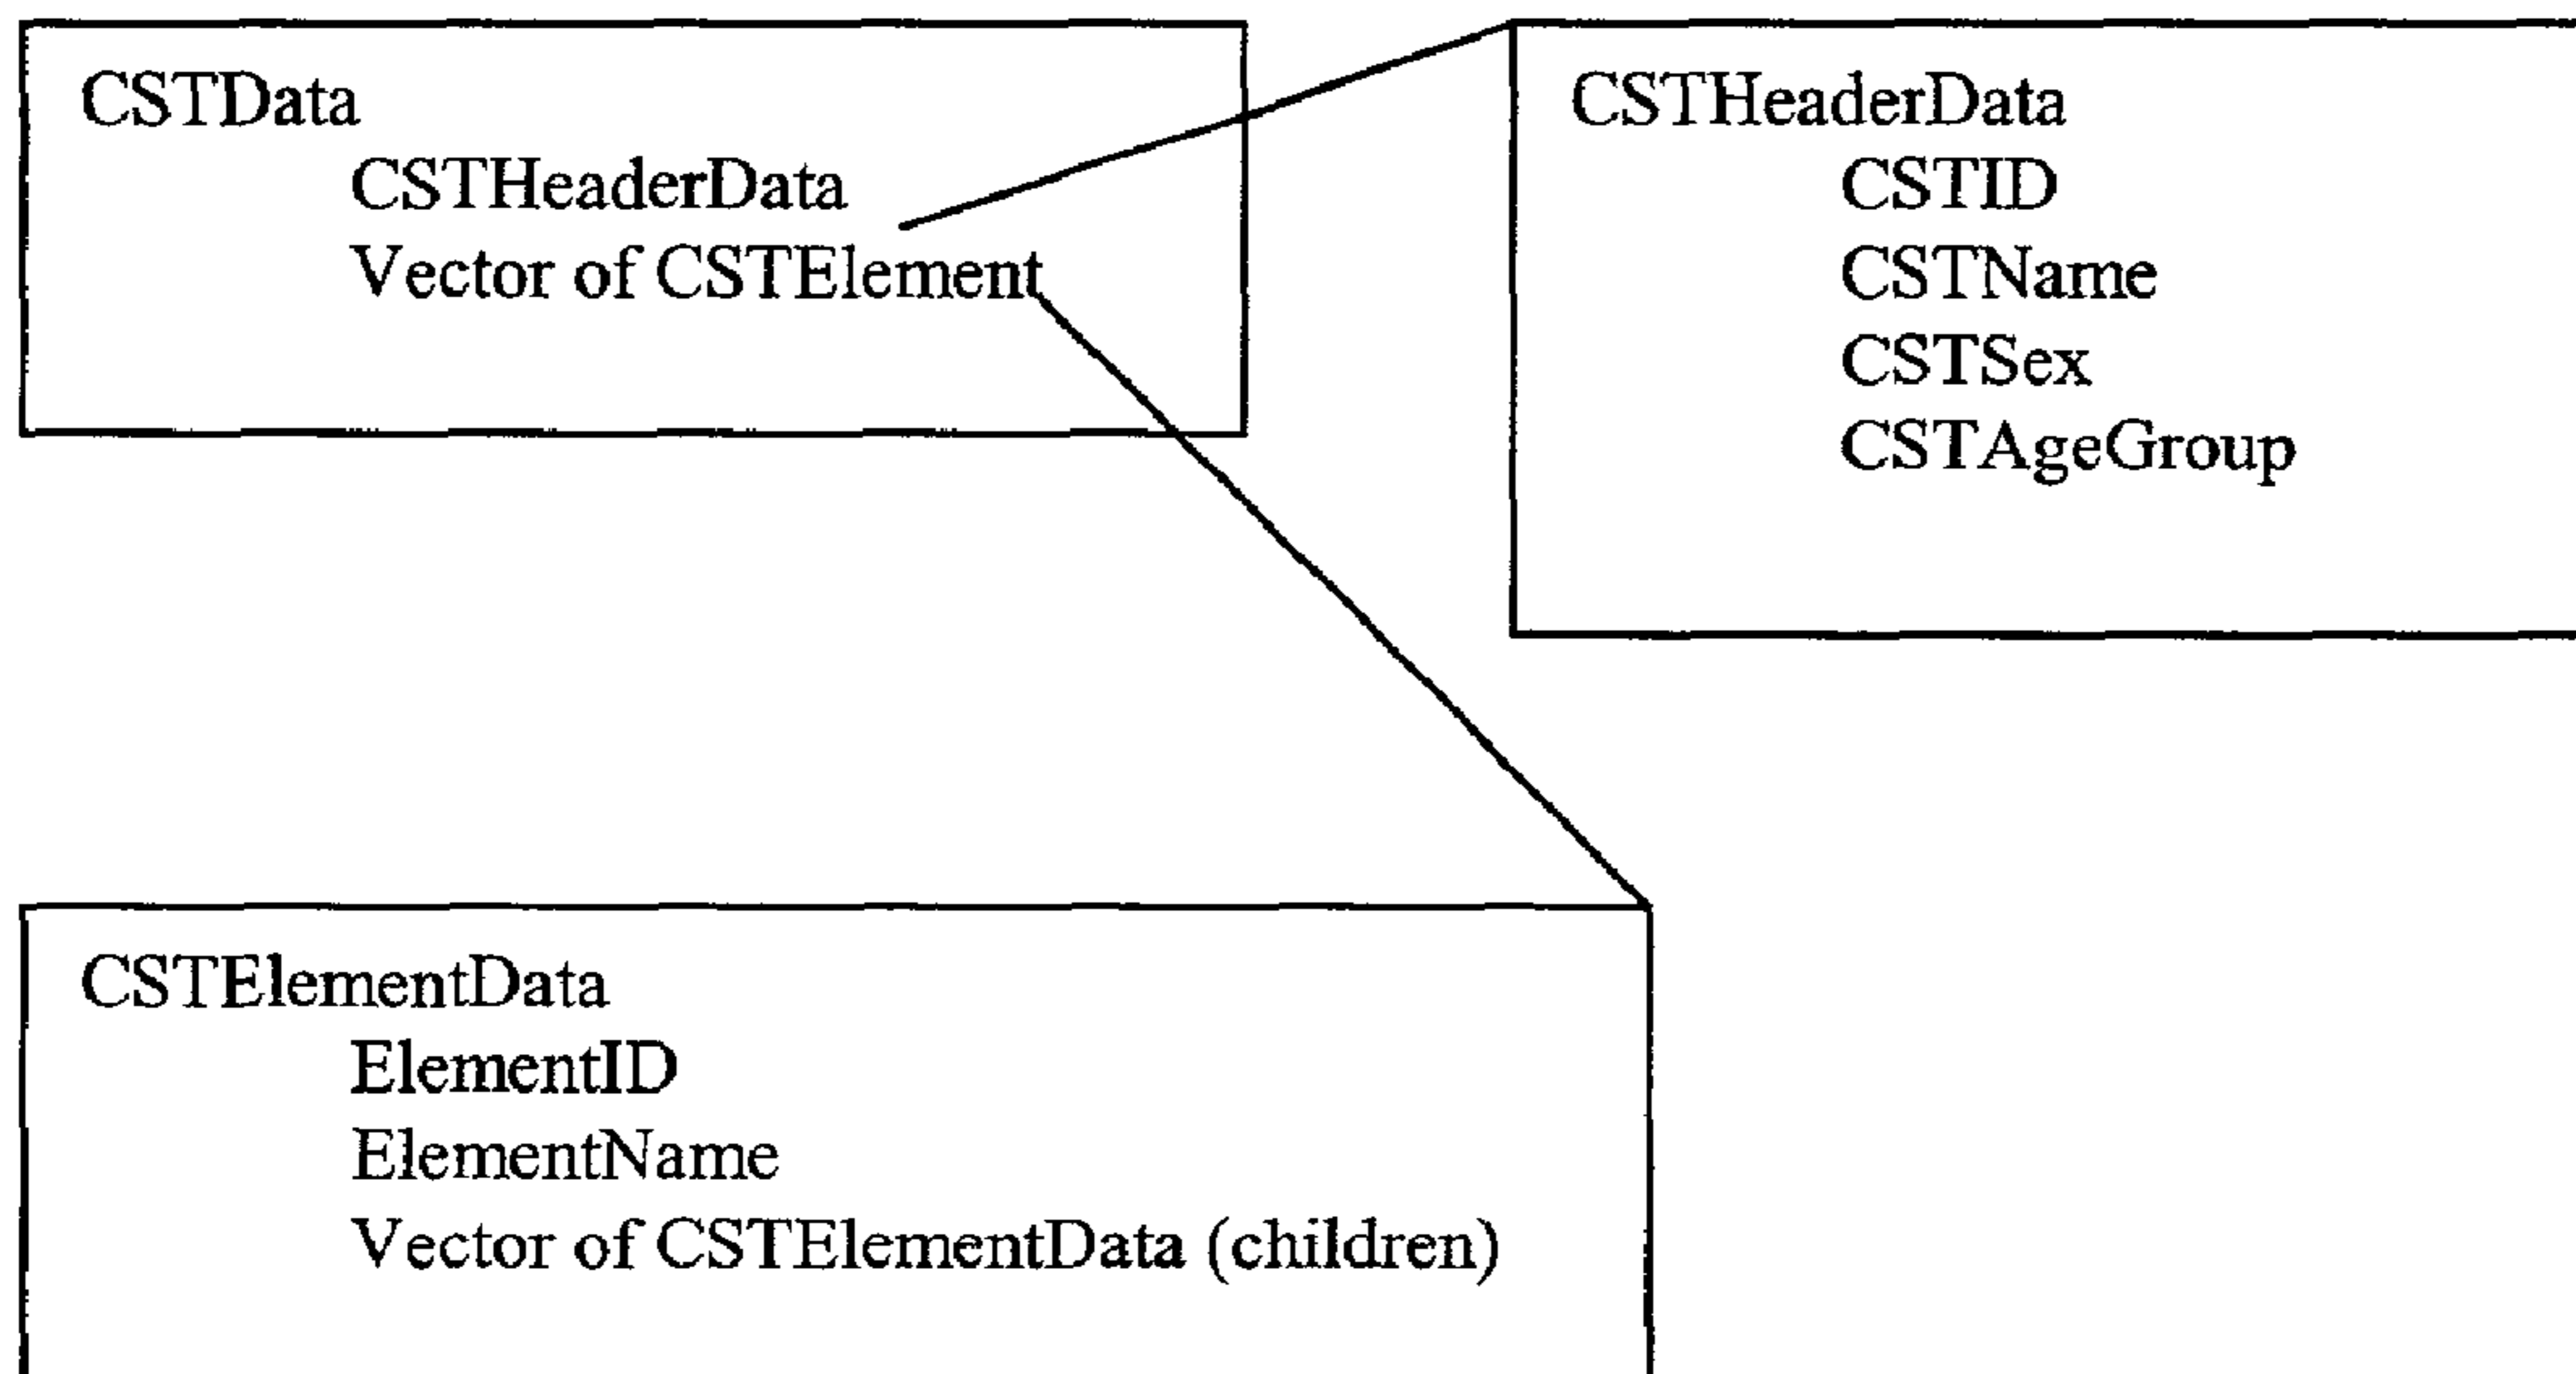 CSTData
CSTHeaderData
Vector of CSTElement
CSTHeaderData
CSTID
CSTName
CSTSex
CSTAgeGroup
CSTElementData
ElementID
ElementName
Vector of CSTElementData (children)